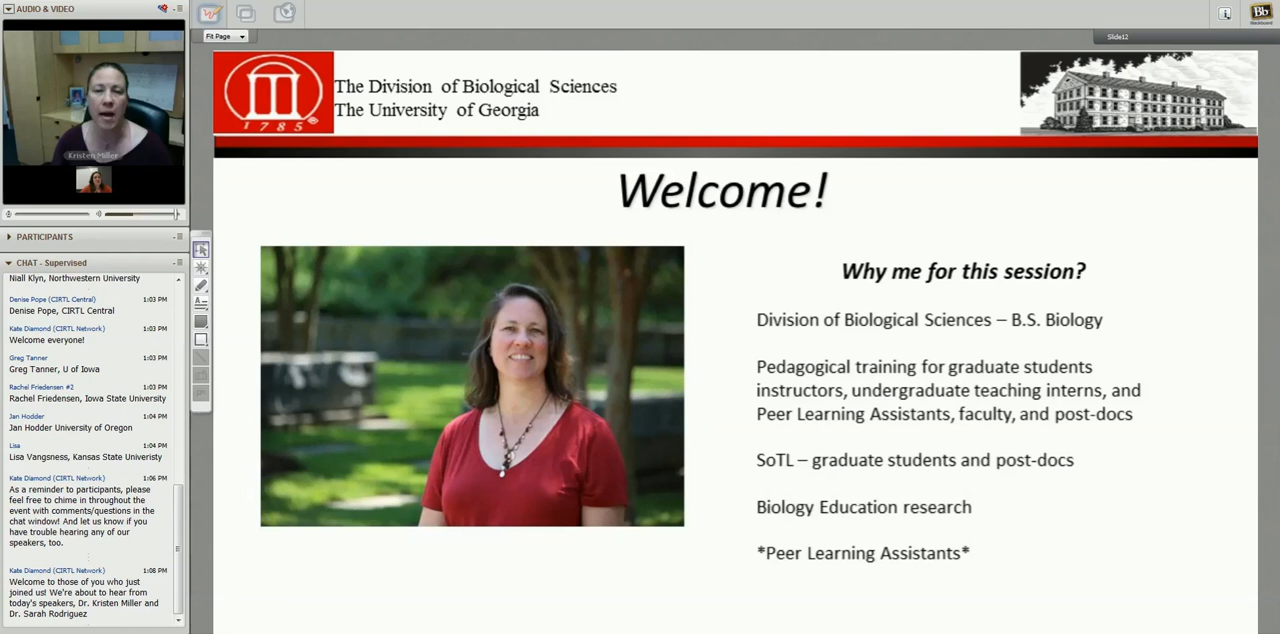 AUDIO & VIDEO
Kristen Miller
PARTICIPANTS
CHAT - Supervised
Niall Klyn, Northwestern University
Denise Pope (CIRTL Central) 1:03 PM
Denise Pope, CIRTL Central
Kate Diamond (CIRTL Network) 1:03 PM
Welcome everyone!
Greg Tanner 1:03 PM
Greg Tanner, U of Iowa
Rachel Friedensen #2 1:03 PM
Rachel Friedensen, Iowa State University
Jan Hodder 1:04 PM
Jan Hodder University of Oregon
Lisa 1:04 PM
Lisa Vangsness, Kansas State Univeristy
Kate Diamond (CIRTL Network) 1:06 PM
As a reminder to participants, please
feel free to chime in throughout the
event with comments/questions in the
chat window! And let us know if you
have trouble hearing any of our
speakers, too.
Kate Diamond (CIRTL Network) 1:08 PM
Welcome to those of you who just
joined us! We're about to hear from
today's speakers, Dr. Kristen Miller and
Dr. Sarah Rodriguez
Fit Page
Bb
Blackboard
Slide12
1785
The Division of Biological Sciences
The University of Georgia
Welcome!
Why me for this session?
Division of Biological Sciences – B.S. Biology
Pedagogical training for graduate students
instructors, undergraduate teaching interns, and
Peer Learning Assistants, faculty, and post-docs
SoTL – graduate students and post-docs
Biology Education research
*Peer Learning Assistants*